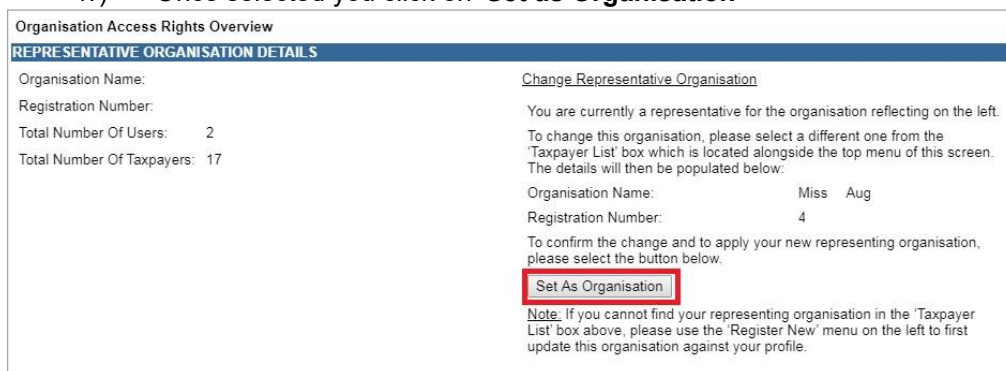 Once selected you click on 'Set as Organisation'
Organisation Access Rights Overview
REPRESENTATIVE ORGANISATION DETAILS
Organisation Name:
Registration Number:
Total Number Of Users: 2
Total Number Of Taxpayers: 17
Change Representative Organisation
You are currently a representative for the organisation reflecting on the left.
To change this organisation, please select a different one from the
'Taxpayer List' box which is located alongside the top menu of this screen.
The details will then be populated below:
Organisation Name: Miss Aug
Registration Number: 4
To confirm the change and to apply your new representing organisation,
please select the button below.
Set As Organisation
Note: If you cannot find your representing organisation in the 'Taxpayer
List' box above, please use the 'Register New' menu on the left to first
update this organisation against your profile.